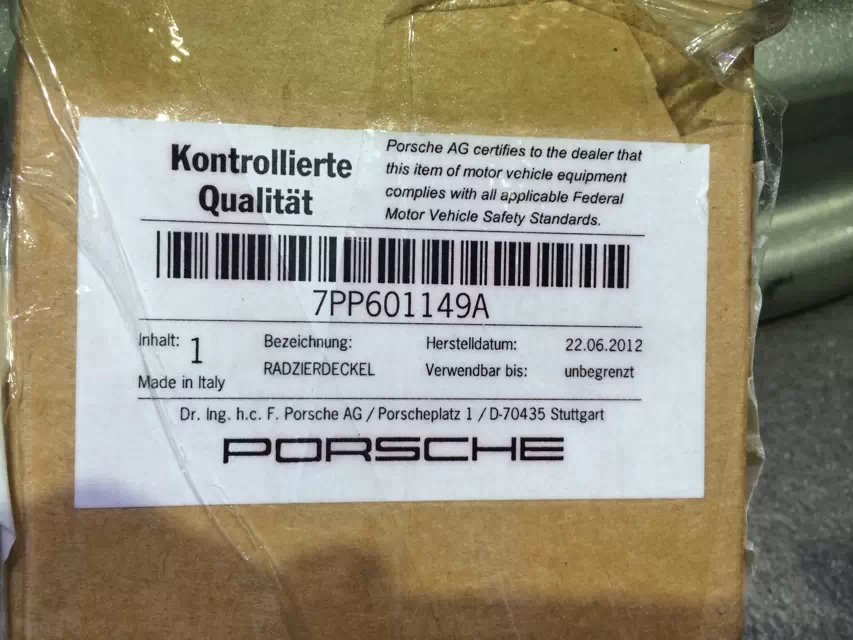 Kontrollierte
Qualität
Porsche AG certifies to the dealer that
this item of motor vehicle equipment
complies with all applicable Federal
Motor Vehicle Safety Standards.
7PP601149A
Inhalt: 1
Made in Italy
Bezeichnung:
RADZIERDECKEL
Herstelldatum: 22.06.2012
Verwendbar bis: unbegrenzt
Dr. Ing. h.c. F. Porsche AG / Porscheplatz 1 / D-70435 Stuttgart
PORSCHE